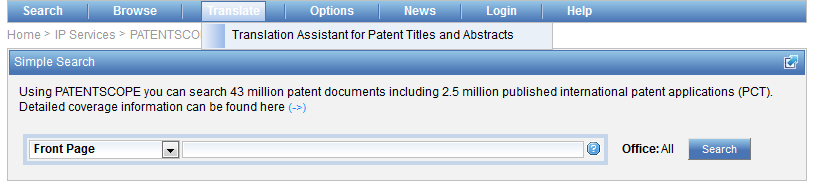 Search Browse Translate Options News Login Help
Home > IP Services > PATENTSCO
Translation Assistant for Patent Titles and Abstracts
Simple Search
Using PATENTSCOPE you can search 43 million patent documents including 2.5 million published international patent applications (PCT).
Detailed coverage information can be found here (->)
Front Page ? Office: All Search